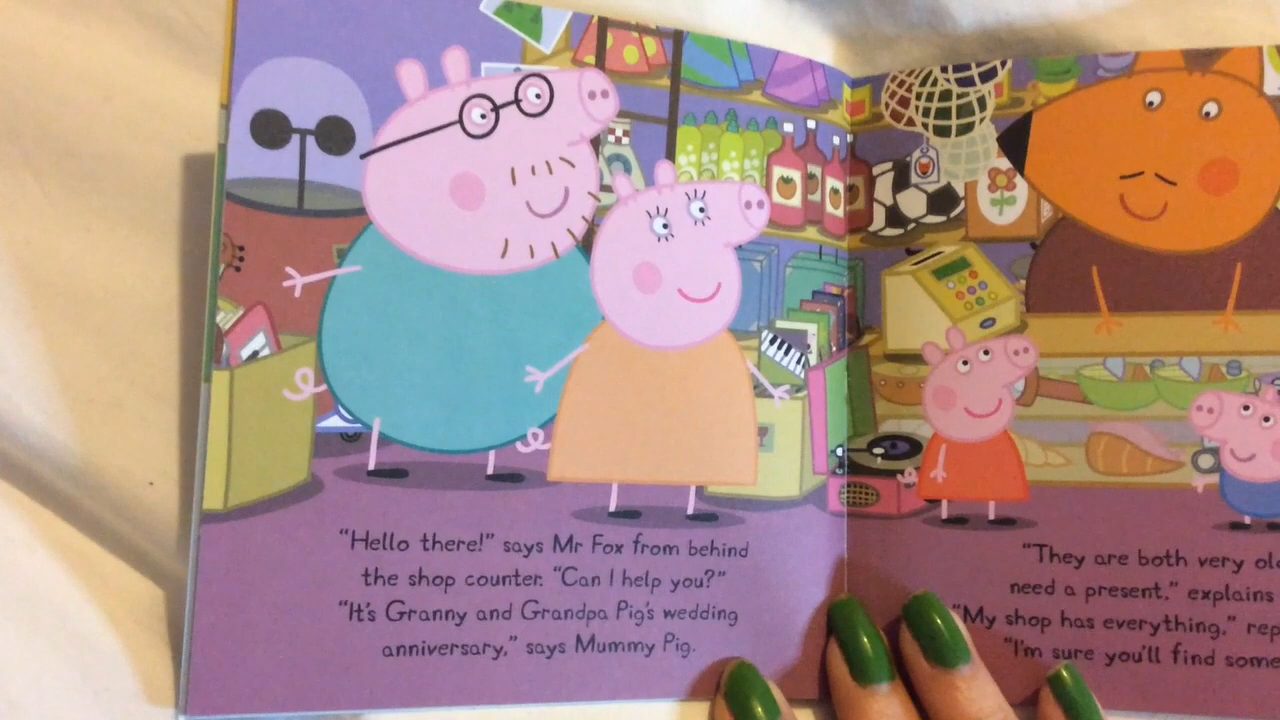 “Hello there!” says Mr Fox from behind
the shop counter. “Can I help you?”
“It’s Granny and Grandpa Pig’s wedding
anniversary,” says Mummy Pig.
“They are both very
need a present,” explains
“My shop has everything,”
“I’m sure you’ll find